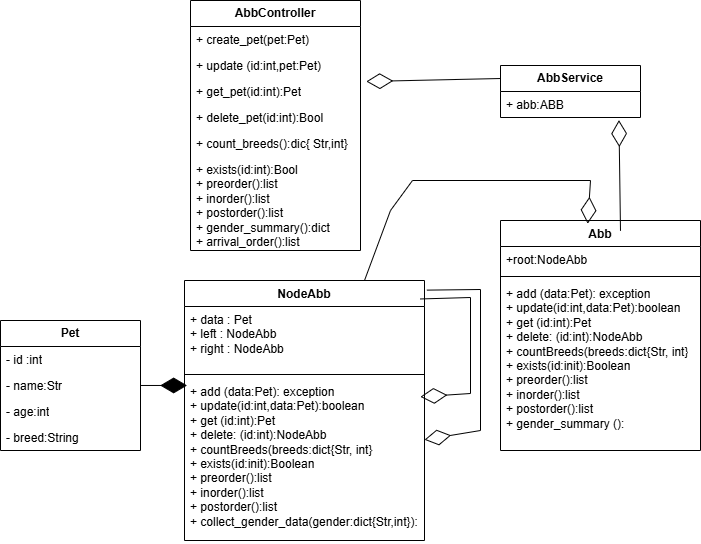 AbbController
+ create_pet(pet:Pet)
+ update (id:int,pet:Pet)
+ get_pet(id:int):Pet
+ delete_pet(id:int):Bool
+ count_breeds():dic{ Str,int}
+ exists(id:int):Bool
+ preorder():list
+ inorder():list
+ postorder():list
+ gender_summary():dict
+ arrival_order():list
AbbService
+ abb:ABB
Abb
+root:NodeAbb
+ add (data:Pet): exception
+ update(id:int,data:Pet):boolean
+ get (id:int):Pet
+ delete: (id:int):NodeAbb
+ countBreeds(breeds:dict{Str, int}
+ exists(id:init):Boolean
+ preorder():list
+ inorder():list
+ postorder():list
+ gender_summary ():
NodeAbb
+ data : Pet
+ left : NodeAbb
+ right : NodeAbb
+ add (data:Pet): exception
+ update(id:int,data:Pet):boolean
+ get (id:int):Pet
+ delete: (id:int):NodeAbb
+ countBreeds(breeds:dict{Str, int}
+ exists(id:init):Boolean
+ preorder():list
+ inorder():list
+ postorder():list
+ collect_gender_data(gender:dict{Str,int}):
Pet
- id :int
- name:Str
- age:int
- breed:String